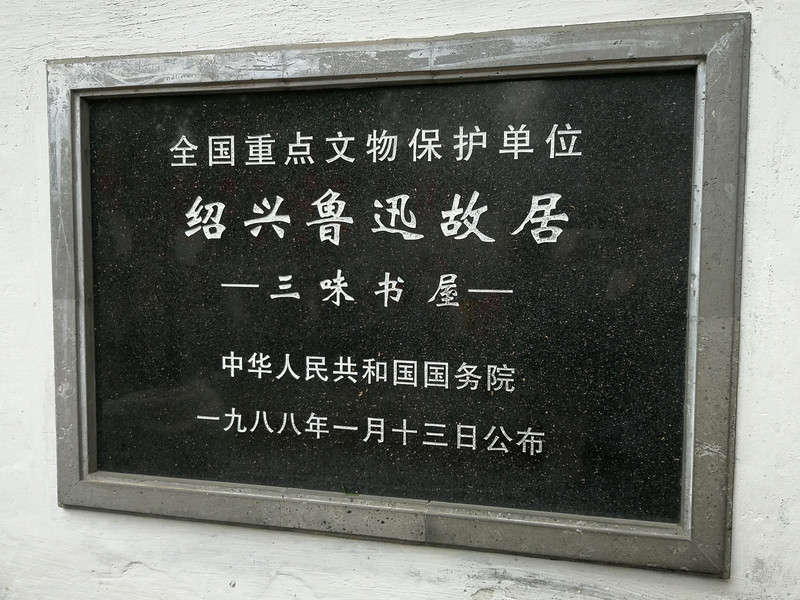 全国重点文物保护单位
绍兴鲁迅故居
—三味书屋—
中华人民共和国国务院
一九八八年一月十三日公布